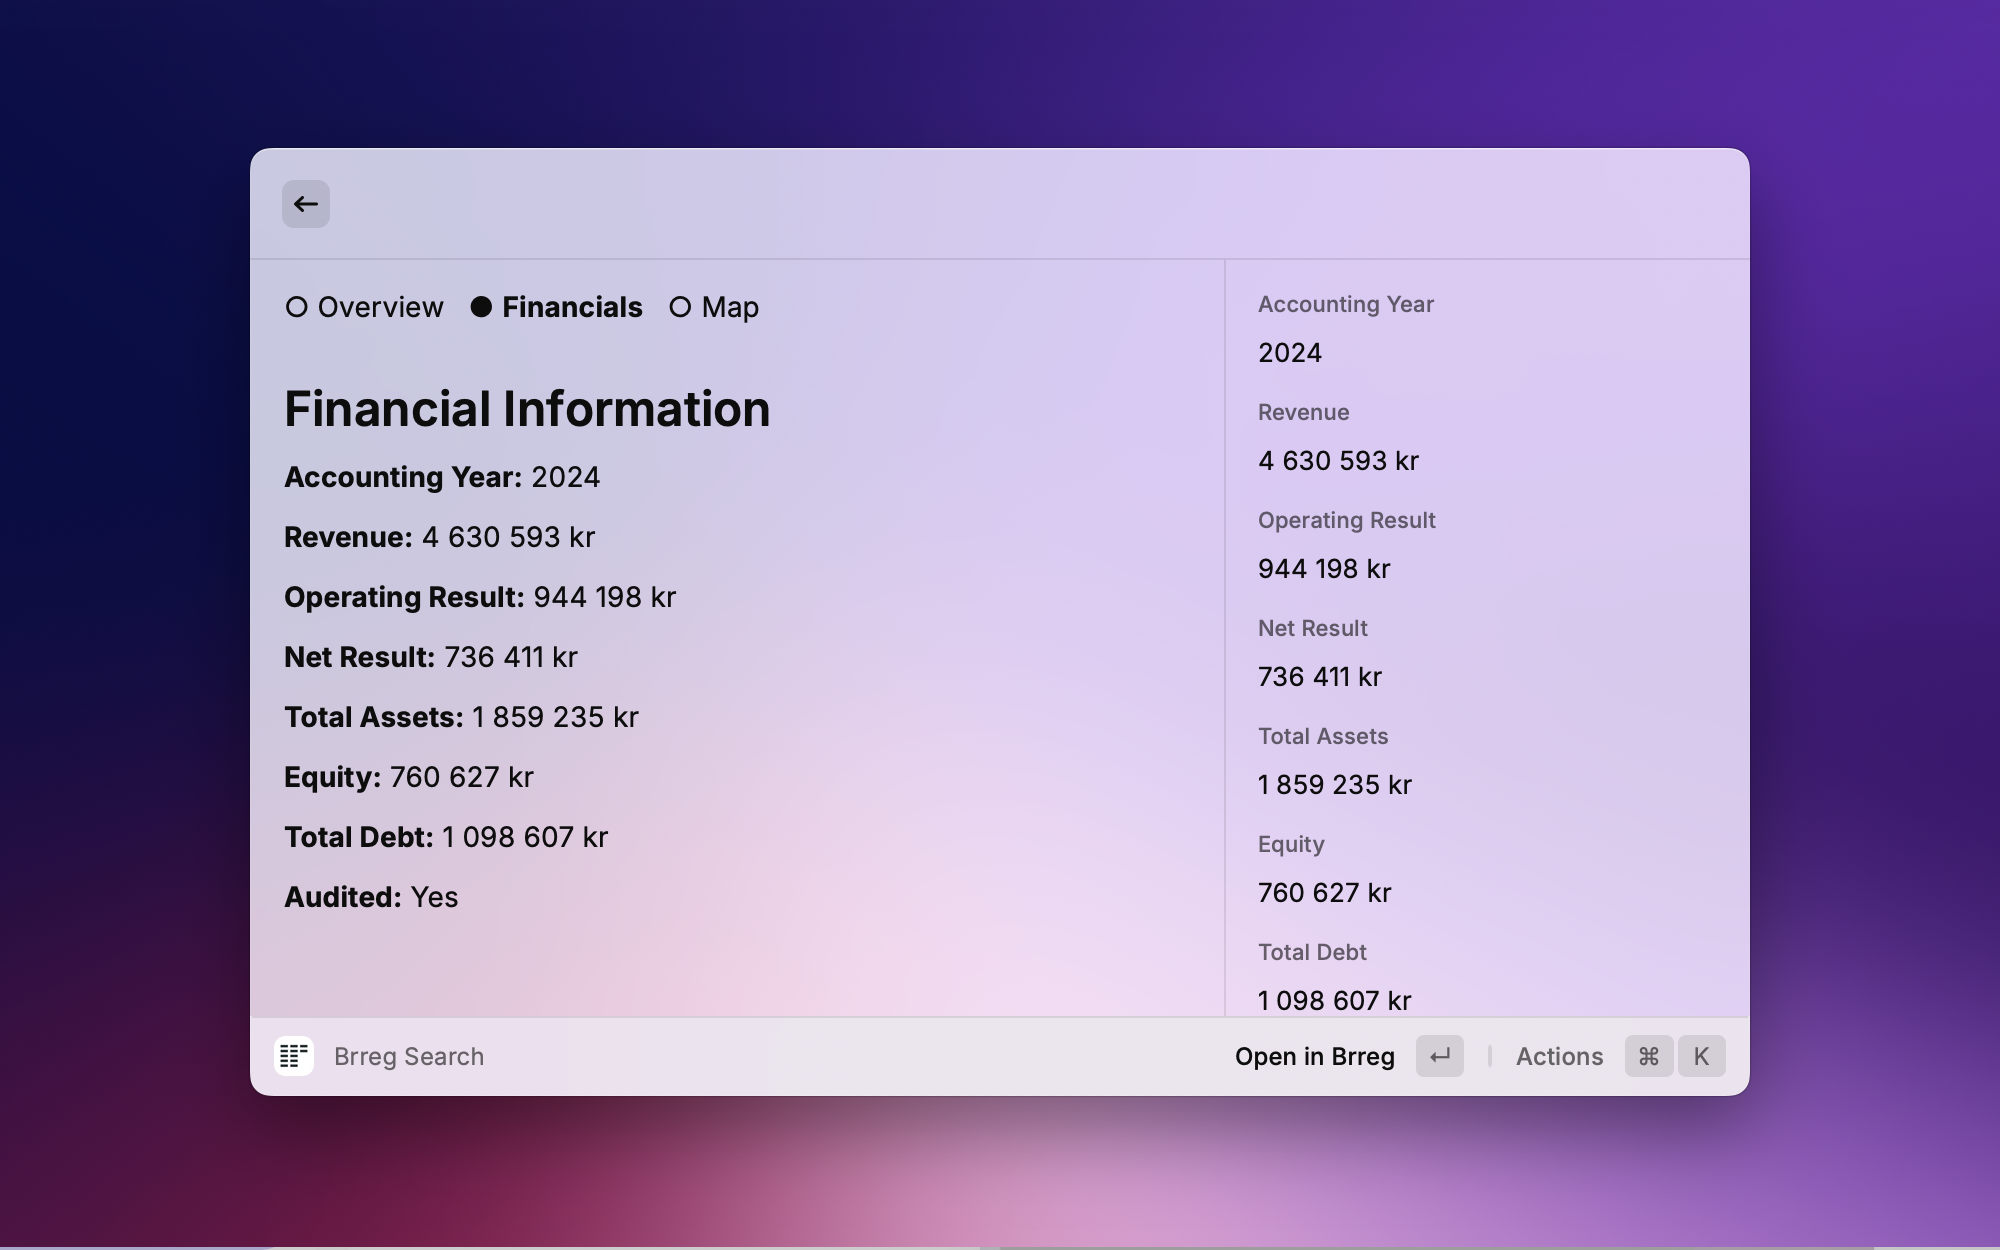 Overview Financials Map
Financial Information
Accounting Year: 2024
Revenue: 4 630 593 kr
Operating Result: 944 198 kr
Net Result: 736 411 kr
Total Assets: 1 859 235 kr
Equity: 760 627 kr
Total Debt: 1 098 607 kr
Audited: Yes
Accounting Year
2024
Revenue
4 630 593 kr
Operating Result
944 198 kr
Net Result
736 411 kr
Total Assets
1 859 235 kr
Equity
760 627 kr
Total Debt
1 098 607 kr
Brreg Search
Open in Brreg ↵ Actions ⌘ K